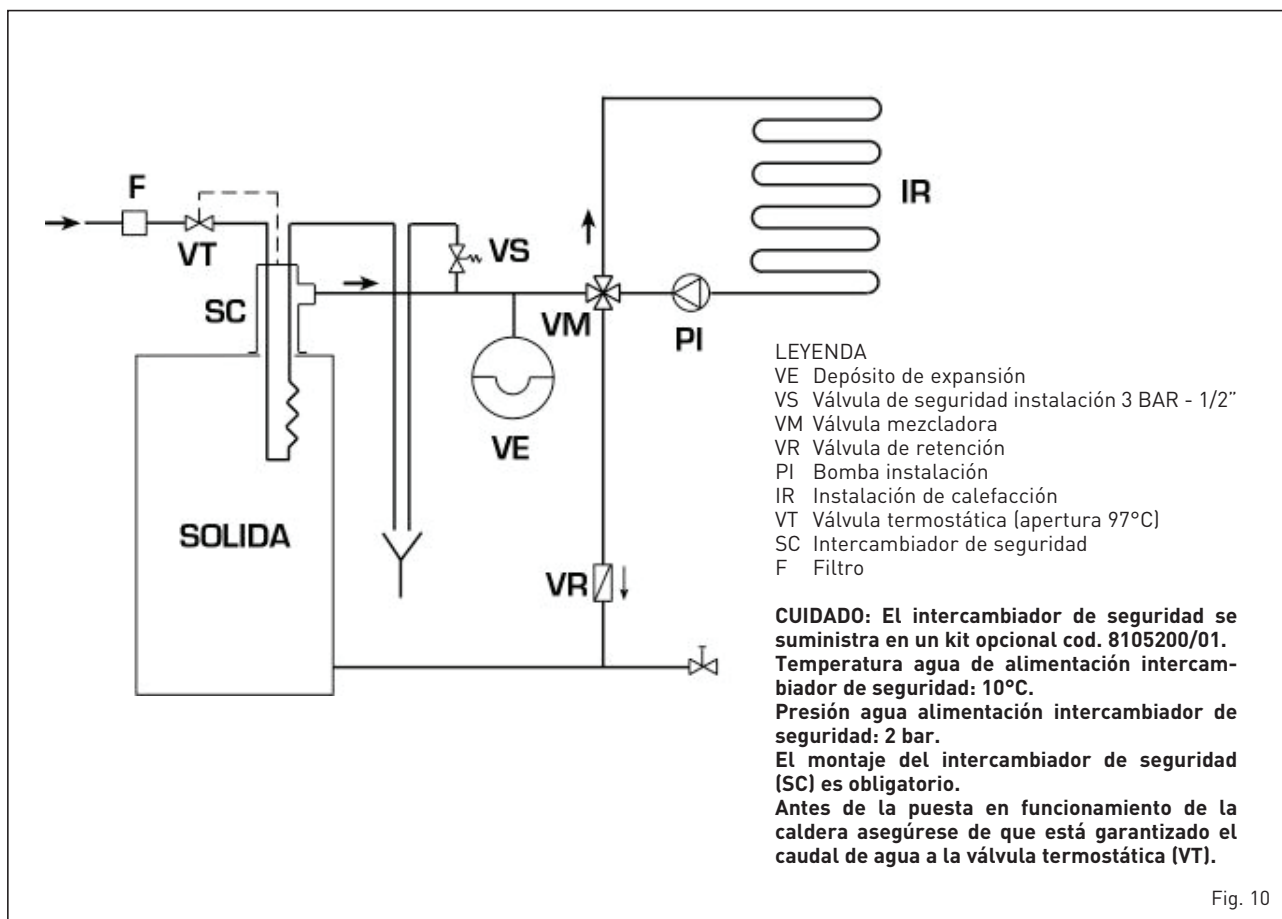 F
VT
SC
VS
VM
PI
IR
VE
SOLIDA
VR
LEYENDA
VE Depósito de expansión
VS Válvula de seguridad instalación 3 BAR - 1/2”
VM Válvula mezcladora
VR Válvula de retención
PI Bomba instalación
IR Instalación de calefacción
VT Válvula termostática (apertura 97°C)
SC Intercambiador de seguridad
F Filtro
CUIDADO: El intercambiador de seguridad se
suministra en un kit opcional cod. 8105200/01.
Temperatura agua de alimentación intercam-
biador de seguridad: 10°C.
Presión agua alimentación intercambiador de
seguridad: 2 bar.
El montaje del intercambiador de seguridad
(SC) es obligatorio.
Antes de la puesta en funcionamiento de la
caldera asegúrese de que está garantizado el
caudal de agua a la válvula termostática (VT).
Fig. 10